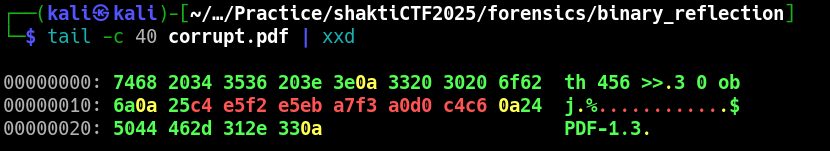 ┌──(kali㉿kali)-[~/…/Practice/shaktiCTF2025/forensics/binary_reflection]
└─$ tail -c 40 corrupt.pdf | xxd
00000000: 7468 2034 3536 203e 3e0a 3320 3020 6f62  th 456 >>.3 0 ob
00000010: 6a0a 25c4 e5f2 e5eb a7f3 a0d0 c4c6 0a24  j.%............$
00000020: 5044 462d 312e 330a                      PDF-1.3.